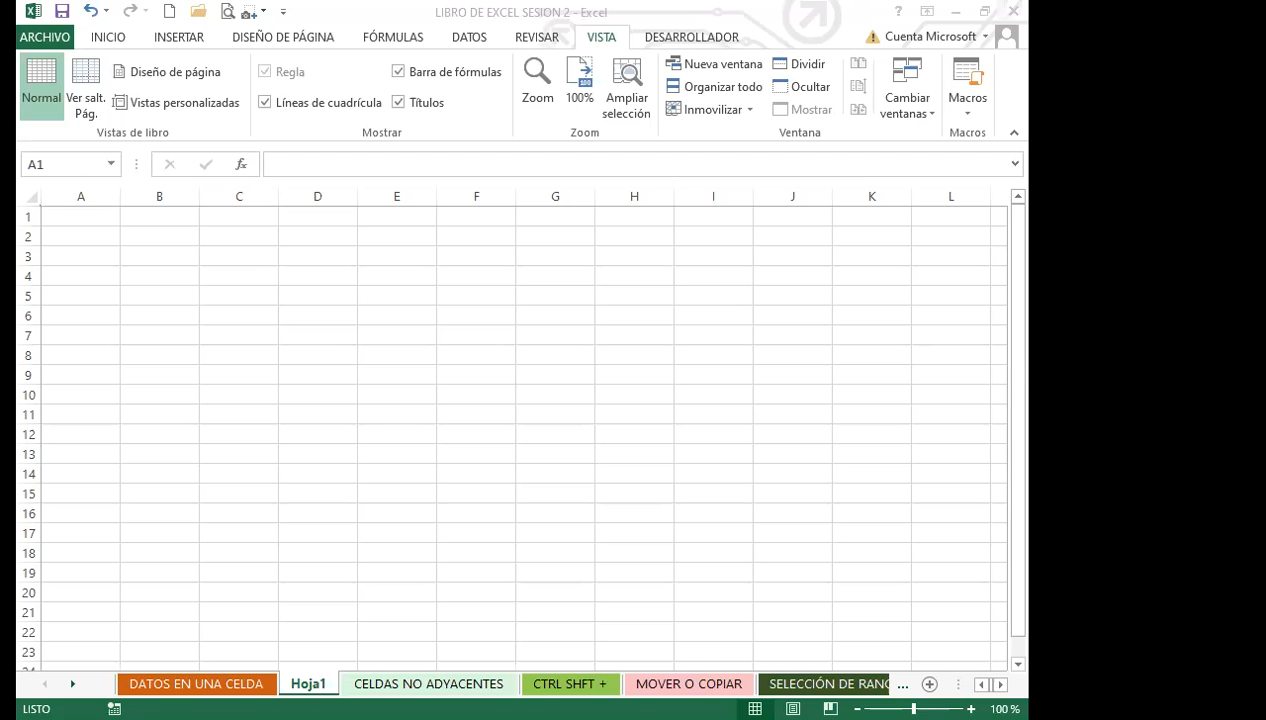 LIBRO DE EXCEL SESION 2 - Excel
?
ARCHIVO INICIO INSERTAR DISEÑO DE PÁGINA FÓRMULAS DATOS REVISAR VISTA DESARROLLADOR Cuenta Microsoft
Normal
Ver salt. Pág.
Diseño de página
Vistas personalizadas
Vistas de libro
Regla
Barra de fórmulas
Líneas de cuadrícula
Títulos
Mostrar
Zoom
100
100%
Ampliar selección
Zoom
Nueva ventana
Organizar todo
Inmovilizar
Dividir
Ocultar
Mostrar
Cambiar ventanas
Ventana
Macros
Macros
A1
fx
A B C D E F G H I J K L
1
2
3
4
5
6
7
8
9
10
11
12
13
14
15
16
17
18
19
20
21
22
23
24
DATOS EN UNA CELDA Hoja1 CELDAS NO ADYACENTES CTRL SHFT + MOVER O COPIAR SELECCIÓN DE RANG ...
LISTO 100 %